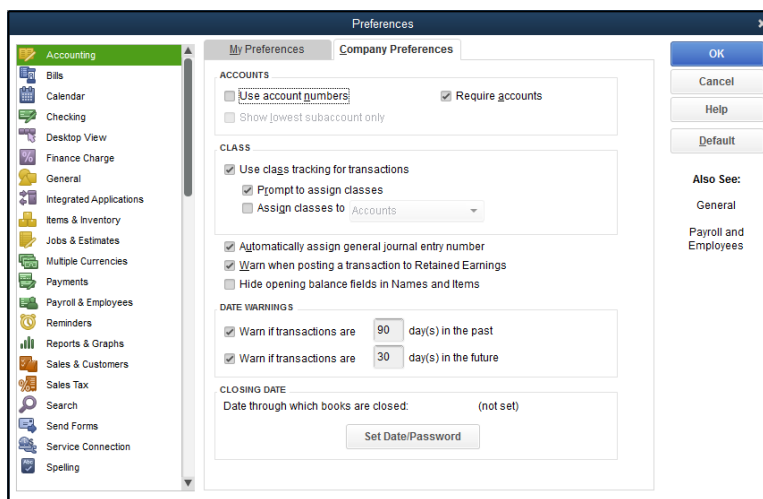 Preferences
Accounting
Bills
Calendar
Checking
Desktop View
Finance Charge
General
Integrated Applications
Items & Inventory
Jobs & Estimates
Multiple Currencies
Payments
Payroll & Employees
Reminders
Reports & Graphs
Sales & Customers
Sales Tax
Search
Send Forms
Service Connection
Spelling
My Preferences
Company Preferences
ACCOUNTS
Use account numbers
Require accounts
Show lowest subaccount only
CLASS
Use class tracking for transactions
Prompt to assign classes
Assign classes to Accounts
Automatically assign general journal entry number
Warn when posting a transaction to Retained Earnings
Hide opening balance fields in Names and Items
DATE WARNINGS
Warn if transactions are 90 day(s) in the past
Warn if transactions are 30 day(s) in the future
CLOSING DATE
Date through which books are closed: (not set)
Set Date/Password
OK
Cancel
Help
Default
Also See:
General
Payroll and
Employees